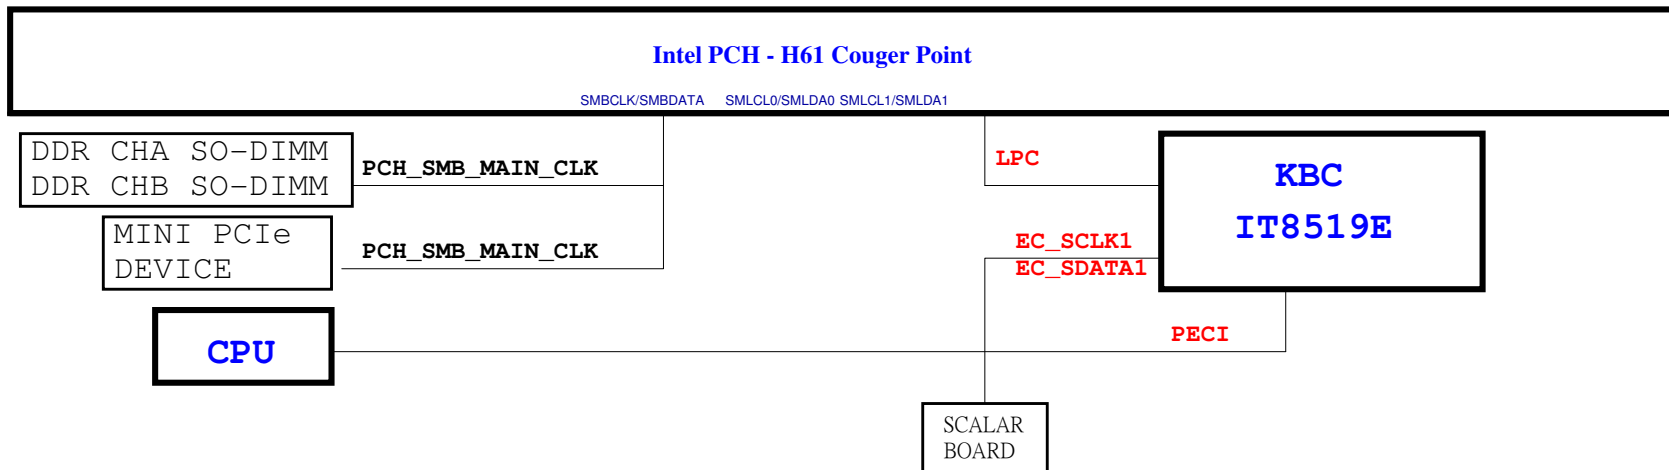 Intel PCH - H61 Couger Point
SMBCLK/SMBDATA SMLCL0/SMLDA0 SMLCL1/SMLDA1
DDR CHA SO-DIMM
DDR CHB SO-DIMM
PCH_SMB_MAIN_CLK
MINI PCIe
DEVICE
PCH_SMB_MAIN_CLK
CPU
LPC
KBC
IT8519E
EC_SCLK1
EC_SDATA1
PECI
SCALAR
BOARD